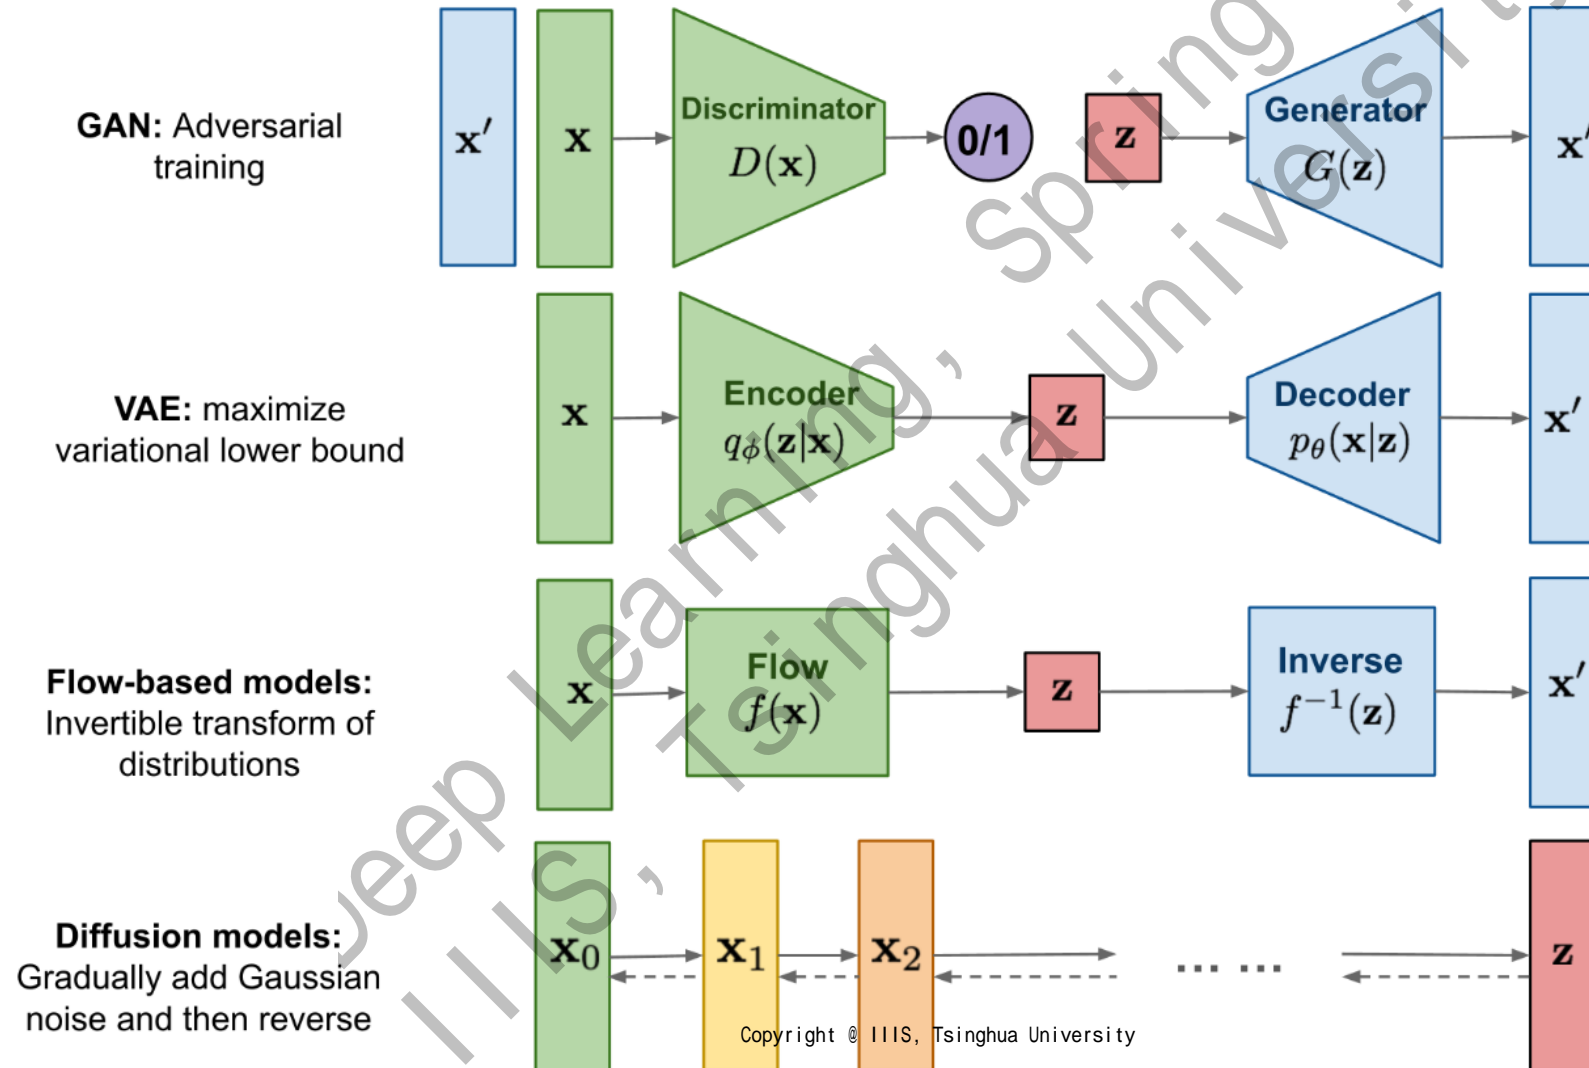 GAN: Adversarial
training
x′
x
Discriminator
D(x)
0/1
z
Generator
G(z)
x′
VAE: maximize
variational lower bound
x
Encoder
qϕ(z|x)
z
Decoder
pθ(x|z)
x′
Flow-based models:
Invertible transform of
distributions
x
Flow
f(x)
z
Inverse
f⁻¹(z)
x′
Diffusion models:
Gradually add Gaussian
noise and then reverse
x₀
x₁
x₂
... ...
z
Deep Learning, Spring
IIIS, Tsinghua University
Copyright @ IIIS, Tsinghua University